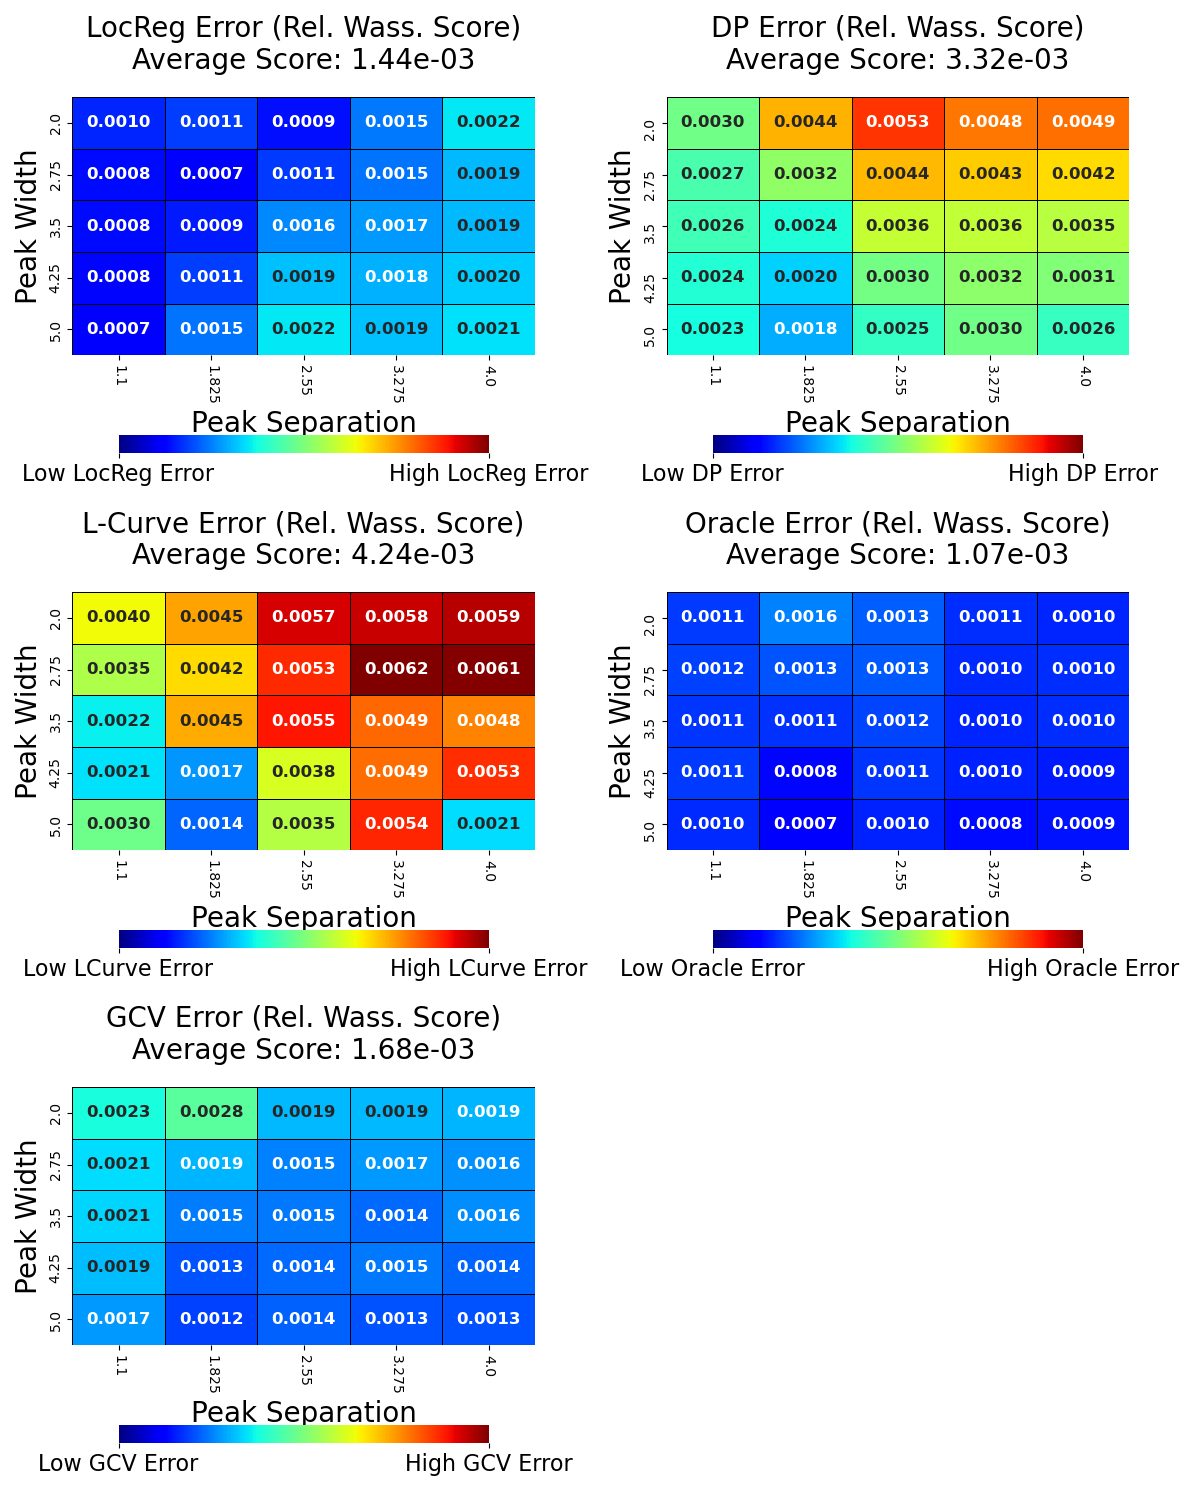 LocReg Error (Rel. Wass. Score)
Average Score: 1.44e-03
Peak Width
2.0 0.0010 0.0011 0.0009 0.0015 0.0022
2.75 0.0008 0.0007 0.0011 0.0015 0.0019
3.5 0.0008 0.0009 0.0016 0.0017 0.0019
4.25 0.0008 0.0011 0.0019 0.0018 0.0020
5.0 0.0007 0.0015 0.0022 0.0019 0.0021
1.1 1.825 2.55 3.275 4.0
Peak Separation
Low LocReg Error High LocReg Error
DP Error (Rel. Wass. Score)
Average Score: 3.32e-03
Peak Width
2.0 0.0030 0.0044 0.0053 0.0048 0.0049
2.75 0.0027 0.0032 0.0044 0.0043 0.0042
3.5 0.0026 0.0024 0.0036 0.0036 0.0035
4.25 0.0024 0.0020 0.0030 0.0032 0.0031
5.0 0.0023 0.0018 0.0025 0.0030 0.0026
1.1 1.825 2.55 3.275 4.0
Peak Separation
Low DP Error High DP Error
L-Curve Error (Rel. Wass. Score)
Average Score: 4.24e-03
Peak Width
2.0 0.0040 0.0045 0.0057 0.0058 0.0059
2.75 0.0035 0.0042 0.0053 0.0062 0.0061
3.5 0.0022 0.0045 0.0055 0.0049 0.0048
4.25 0.0021 0.0017 0.0038 0.0049 0.0053
5.0 0.0030 0.0014 0.0035 0.0054 0.0021
1.1 1.825 2.55 3.275 4.0
Peak Separation
Low LCurve Error High LCurve Error
Oracle Error (Rel. Wass. Score)
Average Score: 1.07e-03
Peak Width
2.0 0.0011 0.0016 0.0013 0.0011 0.0010
2.75 0.0012 0.0013 0.0013 0.0010 0.0010
3.5 0.0011 0.0011 0.0012 0.0010 0.0010
4.25 0.0011 0.0008 0.0011 0.0010 0.0009
5.0 0.0010 0.0007 0.0010 0.0008 0.0009
1.1 1.825 2.55 3.275 4.0
Peak Separation
Low Oracle Error High Oracle Error
GCV Error (Rel. Wass. Score)
Average Score: 1.68e-03
Peak Width
2.0 0.0023 0.0028 0.0019 0.0019 0.0019
2.75 0.0021 0.0019 0.0015 0.0017 0.0016
3.5 0.0021 0.0015 0.0015 0.0014 0.0016
4.25 0.0019 0.0013 0.0014 0.0015 0.0014
5.0 0.0017 0.0012 0.0014 0.0013 0.0013
1.1 1.825 2.55 3.275 4.0
Peak Separation
Low GCV Error High GCV Error